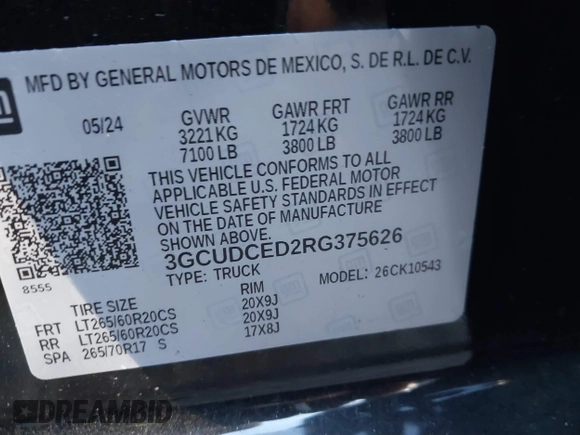 gm
MFD BY GENERAL MOTORS DE MEXICO, S. DE R.L. DE C.V.
05/24 GVWR GAWR FRT GAWR RR
3221 KG 1724 KG 1724 KG
7100 LB 3800 LB 3800 LB
THIS VEHICLE CONFORMS TO ALL
APPLICABLE U.S. FEDERAL MOTOR
VEHICLE SAFETY STANDARDS IN EFFECT
ON THE DATE OF MANUFACTURE
SHOWN ABOVE.
3GCUDCED2RG375626
8555 TYPE: TRUCK MODEL: 26CK10543
TIRE SIZE RIM
FRT LT265/60R20CS 20X9J
RR LT265/60R20CS 20X9J
SPA 265/70R17 S 17X8J
DREAMBID